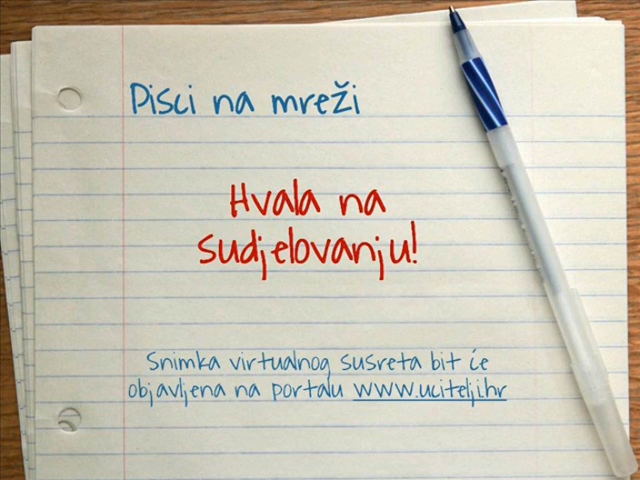 Pisci na mreži
Hvala na
sudjelovanju!
Snimka virtualnog susreta bit će
objavljena na portalu www.ucitelji.hr